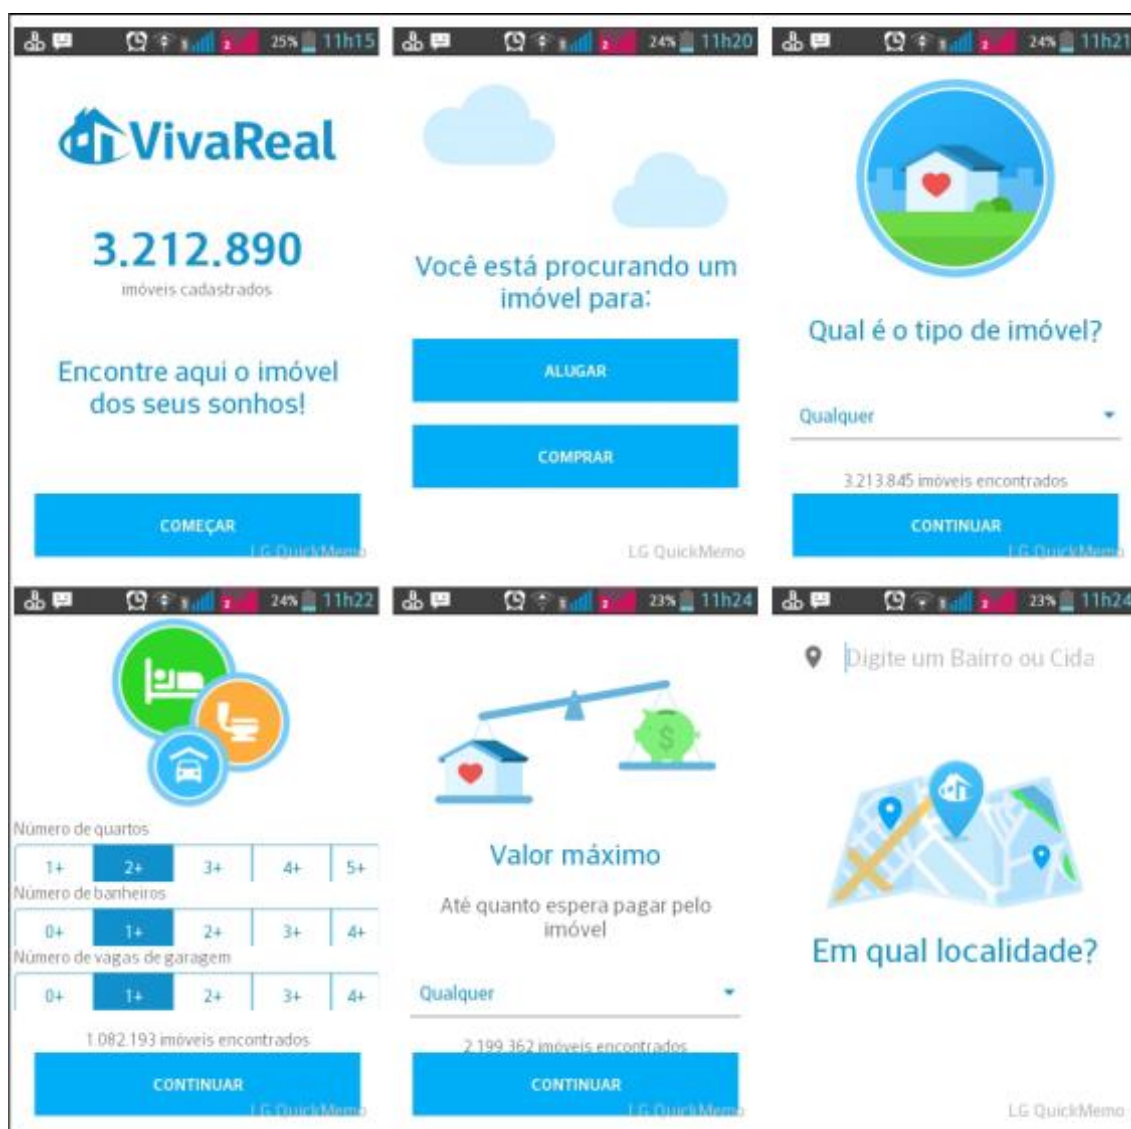 25% 11h15
VivaReal
3.212.890
imóveis cadastrados
Encontre aqui o imóvel
dos seus sonhos!
COMEÇAR
LG QuickMemo
24% 11h20
Você está procurando um
imóvel para:
ALUGAR
COMPRAR
LG QuickMemo
24% 11h21
Qual é o tipo de imóvel?
Qualquer
3.213.845 imóveis encontrados
CONTINUAR
LG QuickMemo
24% 11h22
Número de quartos
1+ 2+ 3+ 4+ 5+
Número de banheiros
0+ 1+ 2+ 3+ 4+
Número de vagas de garagem
0+ 1+ 2+ 3+ 4+
1.082.193 imóveis encontrados
CONTINUAR
LG QuickMemo
23% 11h24
$
Valor máximo
Até quanto espera pagar pelo
imóvel
Qualquer
2.199.362 imóveis encontrados
CONTINUAR
LG QuickMemo
23% 11h24
Digite um Bairro ou Cida
Em qual localidade?
LG QuickMemo